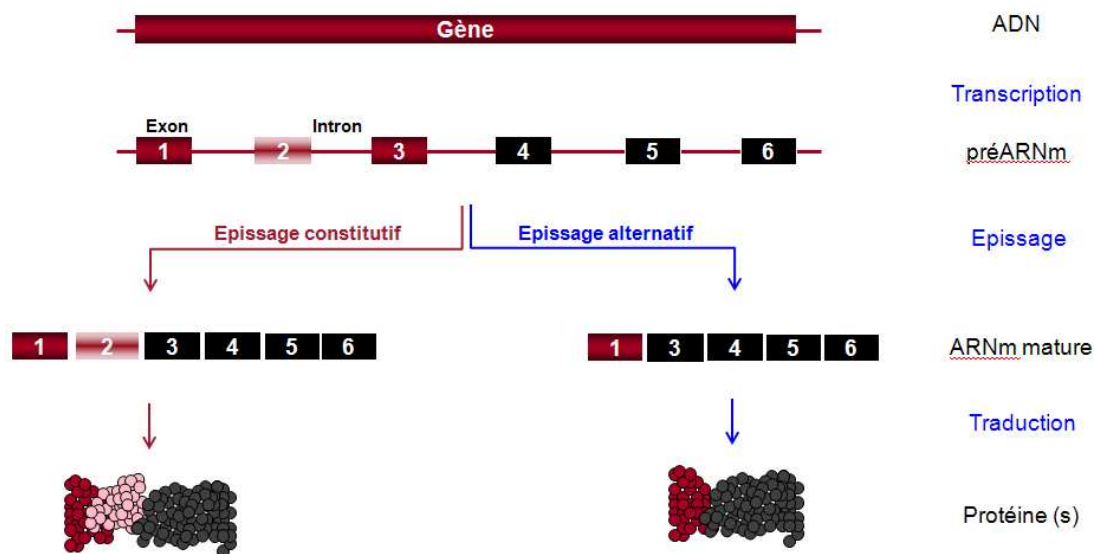 Gène ADN
Transcription
Exon Intron
1 2 3 4 5 6 préARNm
Epissage constitutif Epissage alternatif Epissage
1 2 3 4 5 6 1 3 4 5 6 ARNm mature
Traduction
Protéine (s)